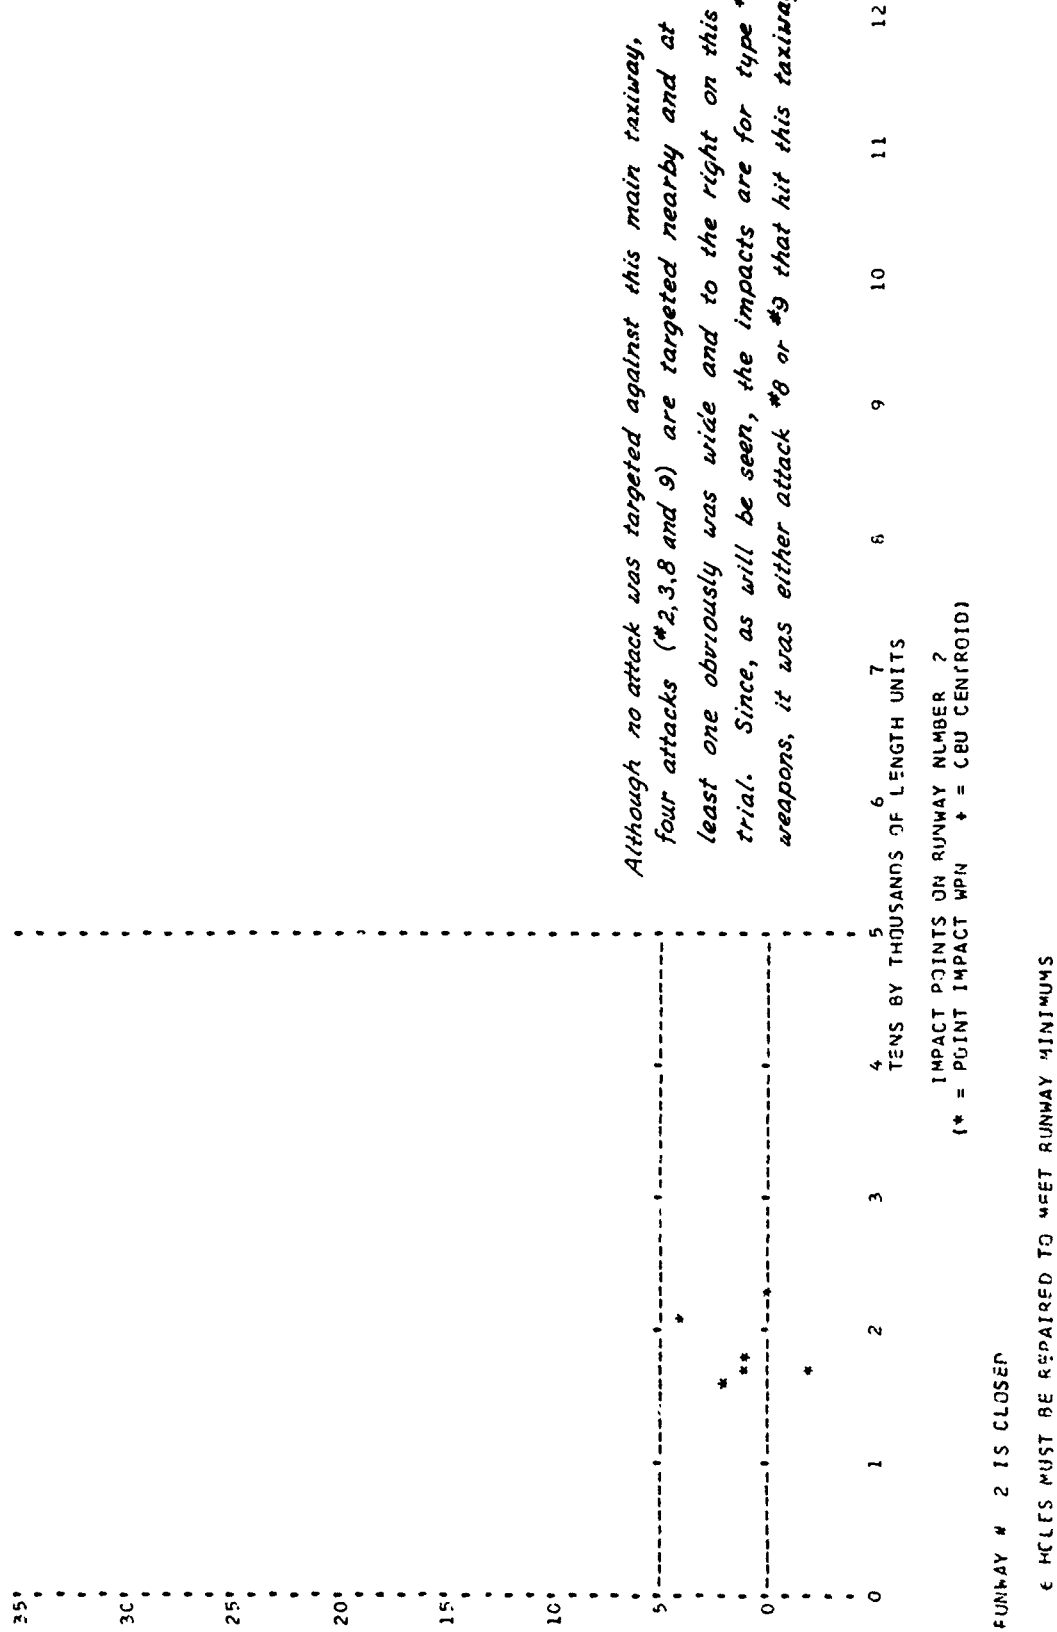 35
30
25
20
15
10
5
0
0 1 2 3 4 5 6 7 8 9 10 11 12
TENS BY THOUSANDS OF LENGTH UNITS
IMPACT POINTS ON RUNWAY NUMBER 2
(* = POINT IMPACT WPN + = CBU CENTROID)
Although no attack was targeted against this main taxiway,
four attacks (#2,3,8 and 9) are targeted nearby and at
least one obviously was wide and to the right on this
trial. Since, as will be seen, the impacts are for type
weapons, it was either attack #8 or #9 that hit this taxiway
RUNWAY # 2 IS CLOSED
HOLES MUST BE REPAIRED TO MEET RUNWAY MINIMUMS